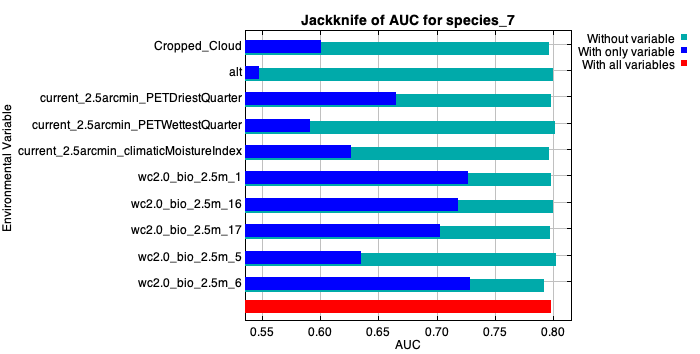 Jackknife of AUC for species_7
Without variable
With only variable
With all variables
Environmental Variable
Cropped_Cloud
alt
current_2.5arcmin_PETDriestQuarter
current_2.5arcmin_PETWettestQuarter
current_2.5arcmin_climaticMoistureIndex
wc2.0_bio_2.5m_1
wc2.0_bio_2.5m_16
wc2.0_bio_2.5m_17
wc2.0_bio_2.5m_5
wc2.0_bio_2.5m_6
0.55 0.60 0.65 0.70 0.75 0.80
AUC